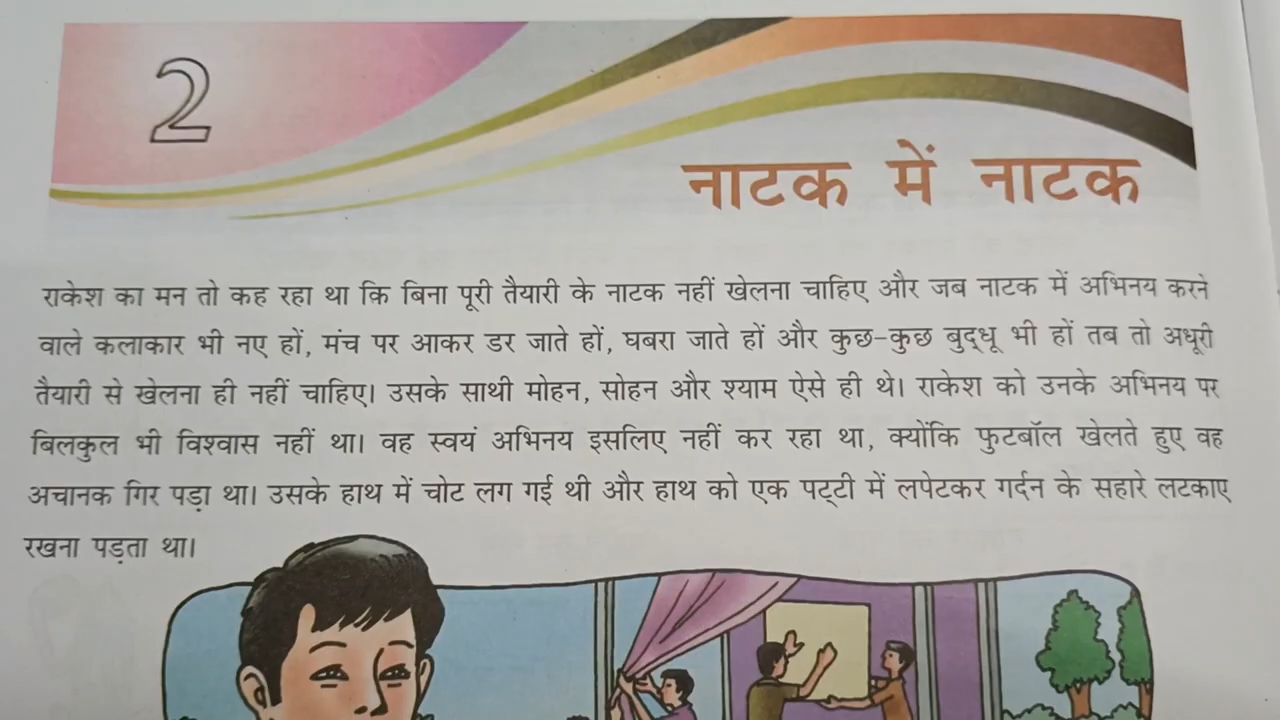 2
नाटक में नाटक
राकेश का मन तो कह रहा था कि बिना पूरी तैयारी के नाटक नहीं खेलना चाहिए और जब नाटक में अभिनय करने
वाले कलाकार भी नए हों, मंच पर आकर डर जाते हों, घबरा जाते हों और कुछ-कुछ बुद्‌धू भी हों तब तो अधूरी
तैयारी से खेलना ही नहीं चाहिए। उसके साथी मोहन, सोहन और श्याम ऐसे ही थे। राकेश को उनके अभिनय पर
बिलकुल भी विश्वास नहीं था। वह स्वयं अभिनय इसलिए नहीं कर रहा था, क्योंकि फुटबॉल खेलते हुए वह
अचानक गिर पड़ा था। उसके हाथ में चोट लग गई थी और हाथ को एक पट्‌टी में लपेटकर गर्दन के सहारे लटकाए
रखना पड़ता था।